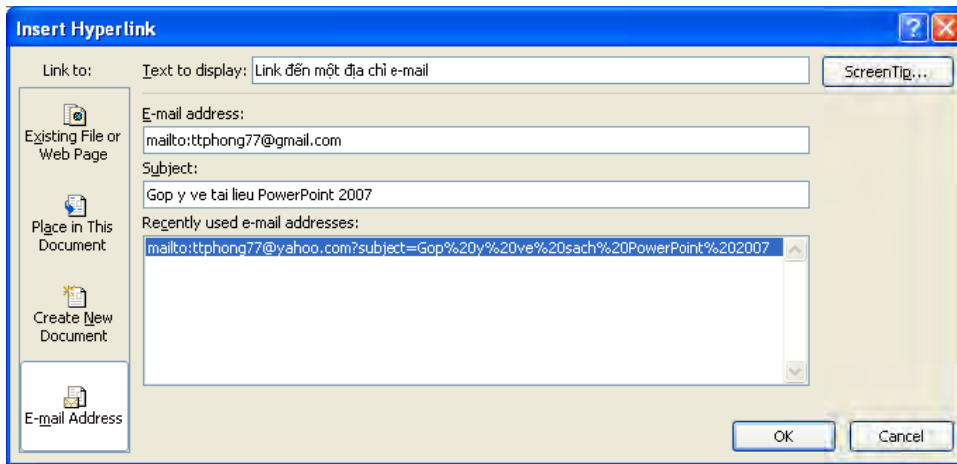 Insert Hyperlink
Link to:
Text to display: Link đến một địa chỉ e-mail
ScreenTip...
Existing File or
Web Page
Place in This
Document
Create New
Document
E-mail Address
E-mail address:
mailto:ttphong77@gmail.com
Subject:
Gop y ve tai lieu PowerPoint 2007
Recently used e-mail addresses:
mailto:ttphong77@yahoo.com?subject=Gop%20y%20ve%20sach%20PowerPoint%202007
OK
Cancel